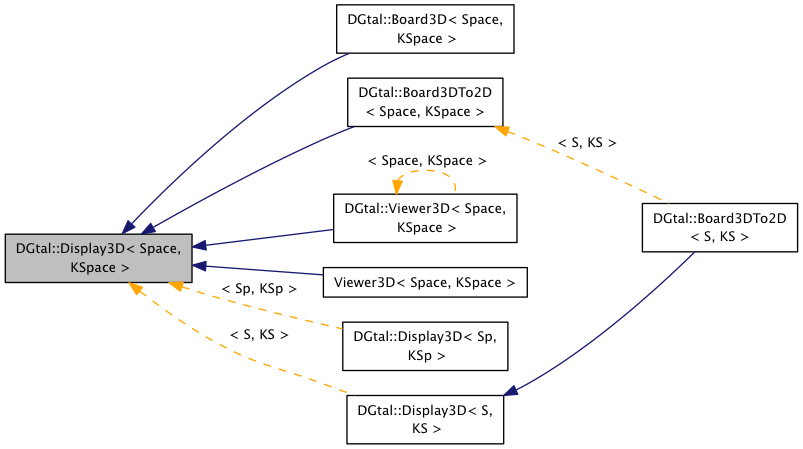 DGtal::Board3D< Space,
KSpace >
DGtal::Board3DTo2D
< Space, KSpace >
< S, KS >
< Space, KSpace >
DGtal::Viewer3D< Space,
KSpace >
DGtal::Board3DTo2D
< S, KS >
DGtal::Display3D< Space,
KSpace >
Viewer3D< Space, KSpace >
< Sp, KSp >
< S, KS >
DGtal::Display3D< Sp,
KSp >
DGtal::Display3D< S,
KS >